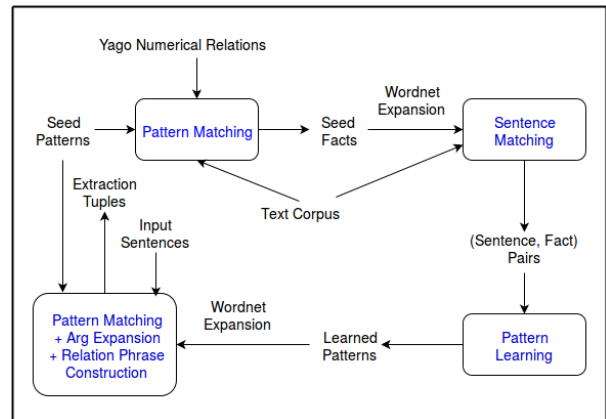 Yago Numerical Relations
Wordnet
Expansion
Seed
Patterns
Pattern Matching
Seed
Facts
Sentence
Matching
Extraction
Tuples
Text Corpus
Input
Sentences
(Sentence, Fact)
Pairs
Pattern Matching
+ Arg Expansion
+ Relation Phrase
Construction
Wordnet
Expansion
Learned
Patterns
Pattern
Learning